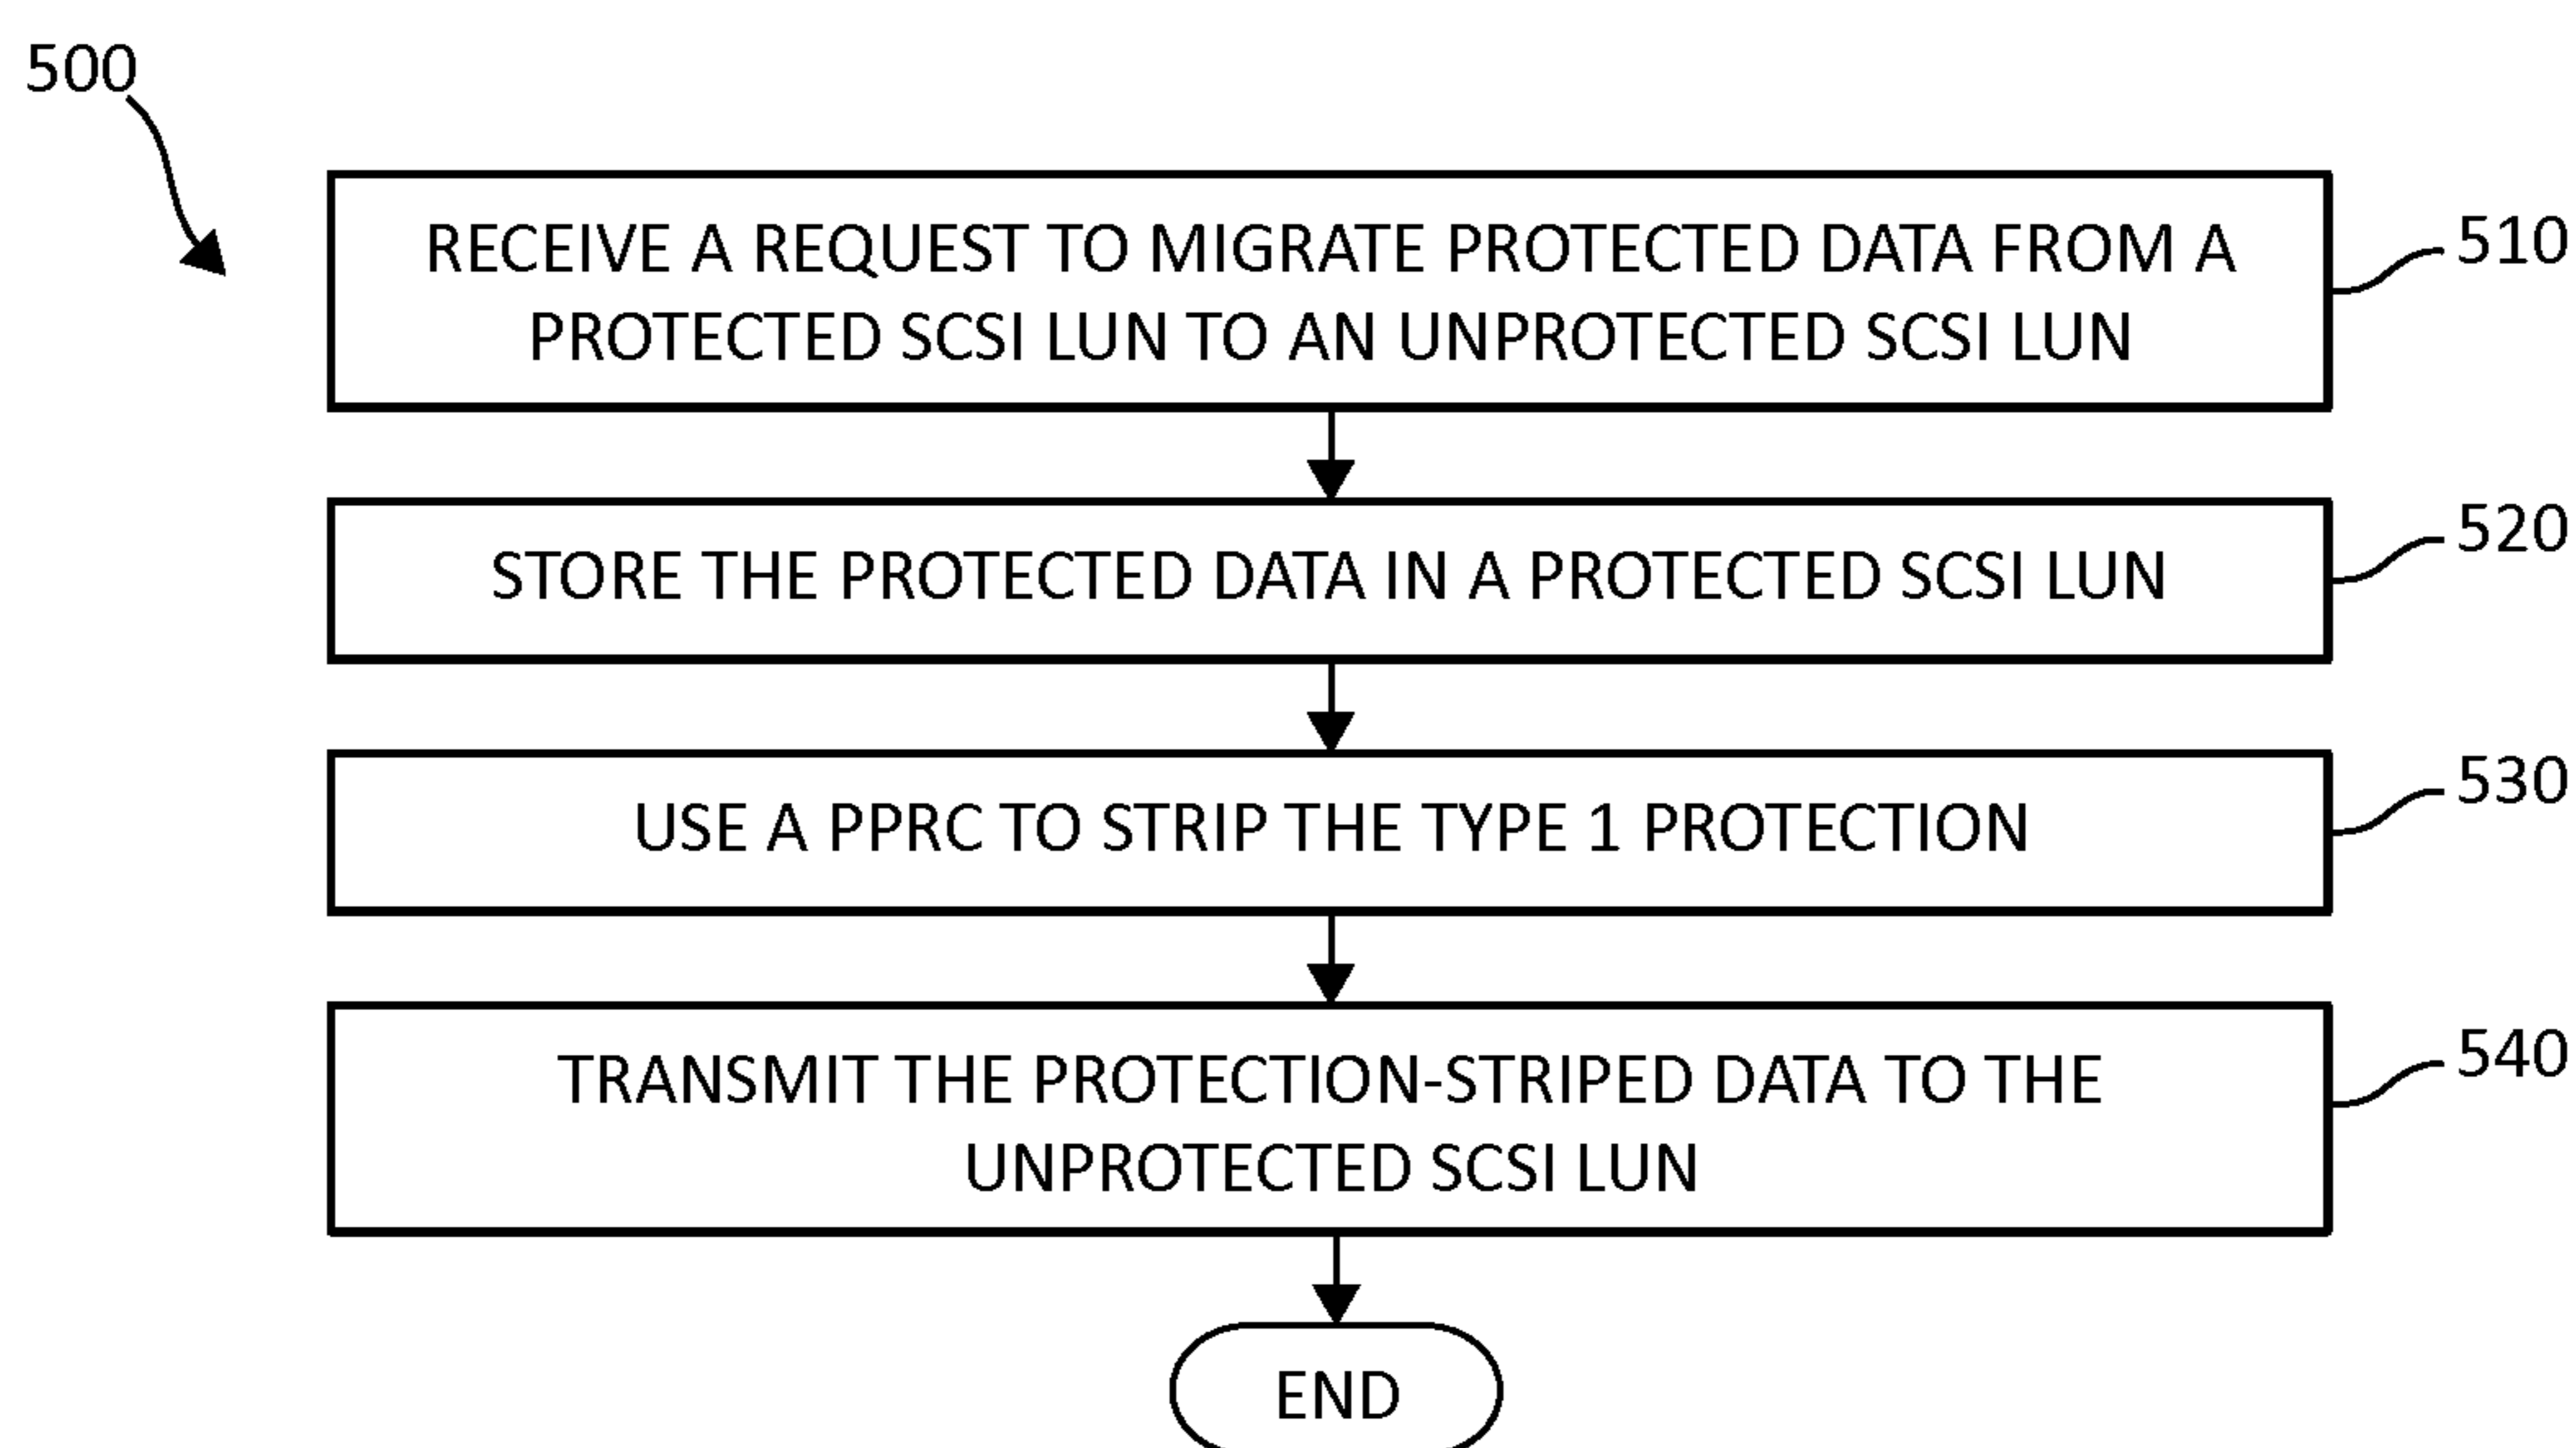 500
RECEIVE A REQUEST TO MIGRATE PROTECTED DATA FROM A
PROTECTED SCSI LUN TO AN UNPROTECTED SCSI LUN
510
STORE THE PROTECTED DATA IN A PROTECTED SCSI LUN
520
USE A PPRC TO STRIP THE TYPE 1 PROTECTION
530
TRANSMIT THE PROTECTION-STRIPED DATA TO THE
UNPROTECTED SCSI LUN
540
END